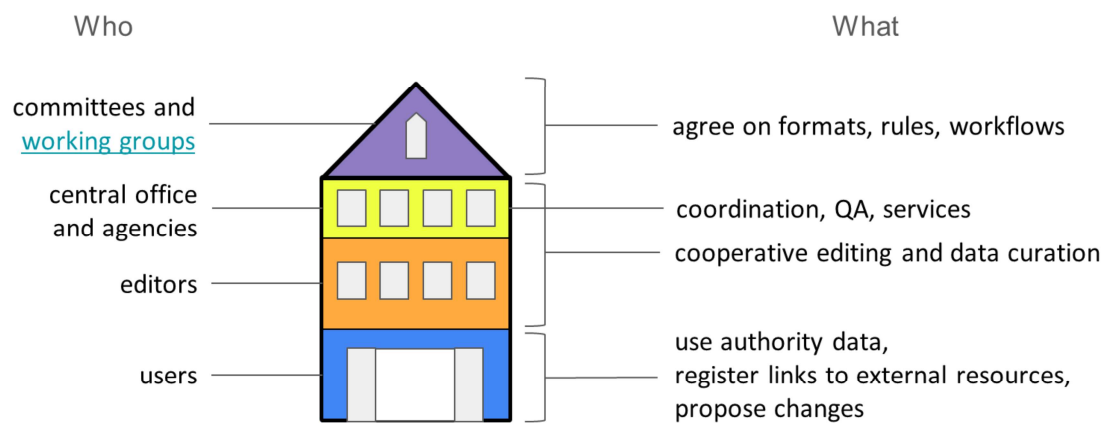 Who
What
committees and
working groups
agree on formats, rules, workflows
central office
and agencies
coordination, QA, services
cooperative editing and data curation
editors
users
use authority data,
register links to external resources,
propose changes